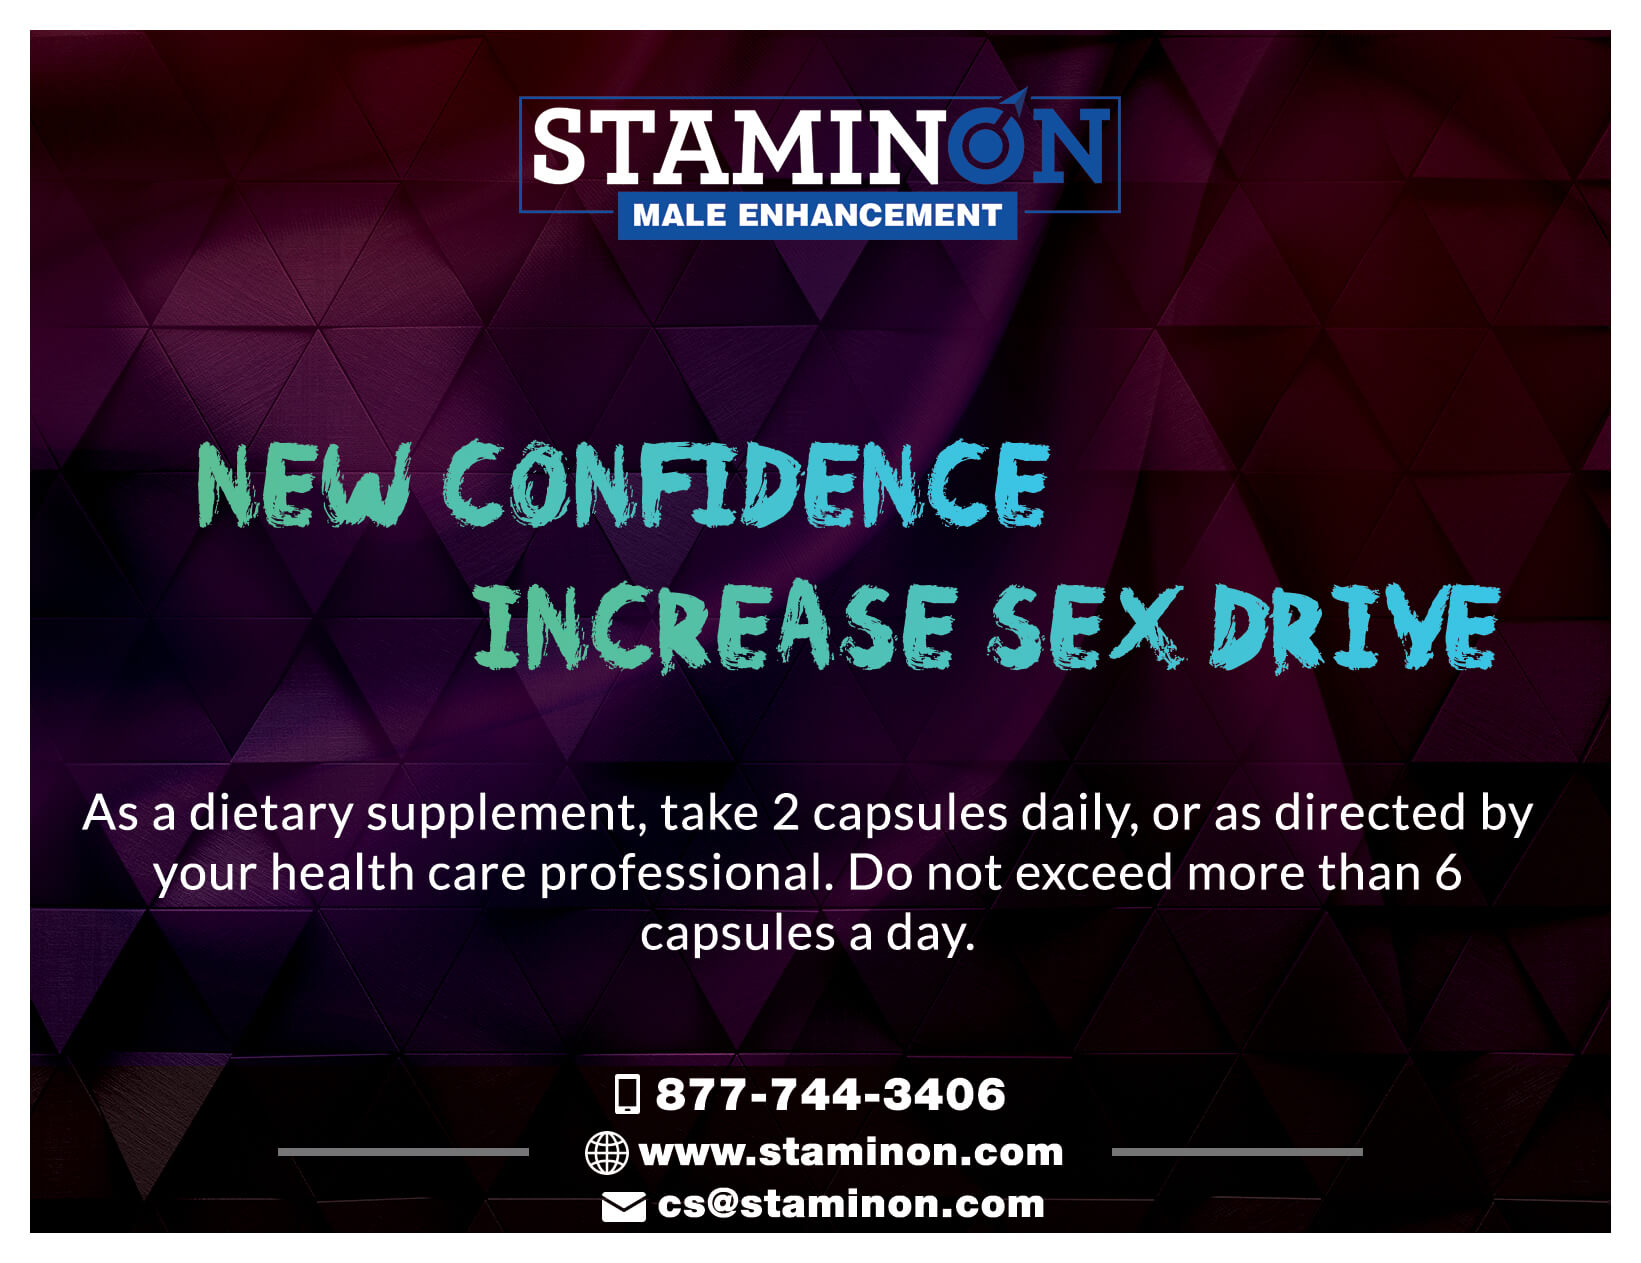 STAMINON
MALE ENHANCEMENT
NEW CONFIDENCE
INCREASE SEX DRIVE
As a dietary supplement, take 2 capsules daily, or as directed by
your health care professional. Do not exceed more than 6
capsules a day.
877-744-3406
www.staminon.com
cs@staminon.com